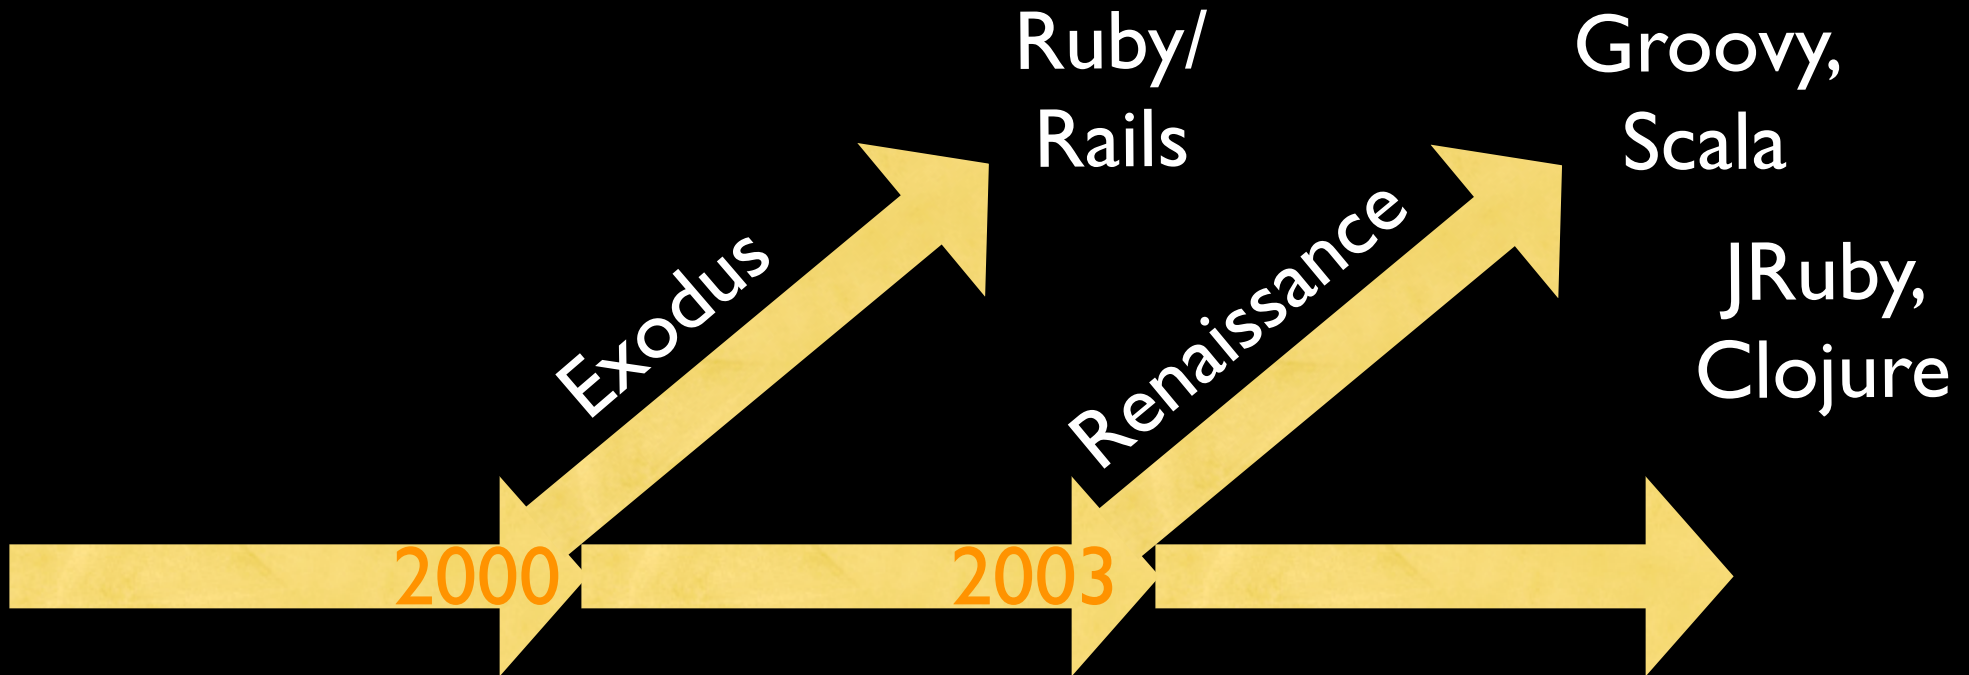 Ruby/
Rails
Groovy,
Scala
JRuby,
Clojure
Exodus
Renaissance
2000
2003